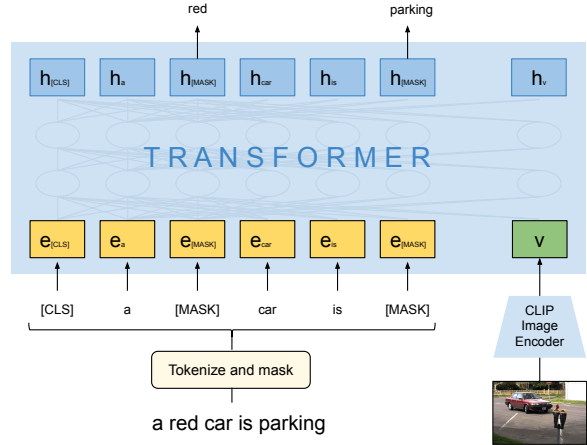 red parking
h[CLS] ha h[MASK] hcar his h[MASK] hv
TRANSFORMER
e[CLS] ea e[MASK] ecar eis e[MASK] v
[CLS] a [MASK] car is [MASK]
CLIP
Image
Encoder
Tokenize and mask
a red car is parking